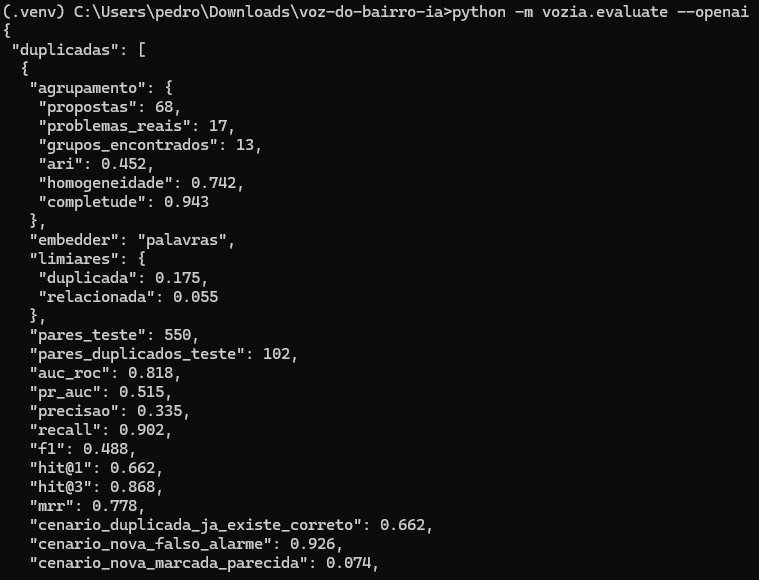 (.venv) C:\Users\pedro\Downloads\voz-do-bairro-ia>python -m vozia.evaluate --openai
{
 "duplicadas": [
  {
   "agrupamento": {
    "propostas": 68,
    "problemas_reais": 17,
    "grupos_encontrados": 13,
    "ari": 0.452,
    "homogeneidade": 0.742,
    "completude": 0.943
   },
   "embedder": "palavras",
   "limiares": {
    "duplicada": 0.175,
    "relacionada": 0.055
   },
   "pares_teste": 550,
   "pares_duplicados_teste": 102,
   "auc_roc": 0.818,
   "pr_auc": 0.515,
   "precisao": 0.335,
   "recall": 0.902,
   "f1": 0.488,
   "hit@1": 0.662,
   "hit@3": 0.868,
   "mrr": 0.778,
   "cenario_duplicada_ja_existe_correto": 0.662,
   "cenario_nova_falso_alarme": 0.926,
   "cenario_nova_marcada_parecida": 0.074,